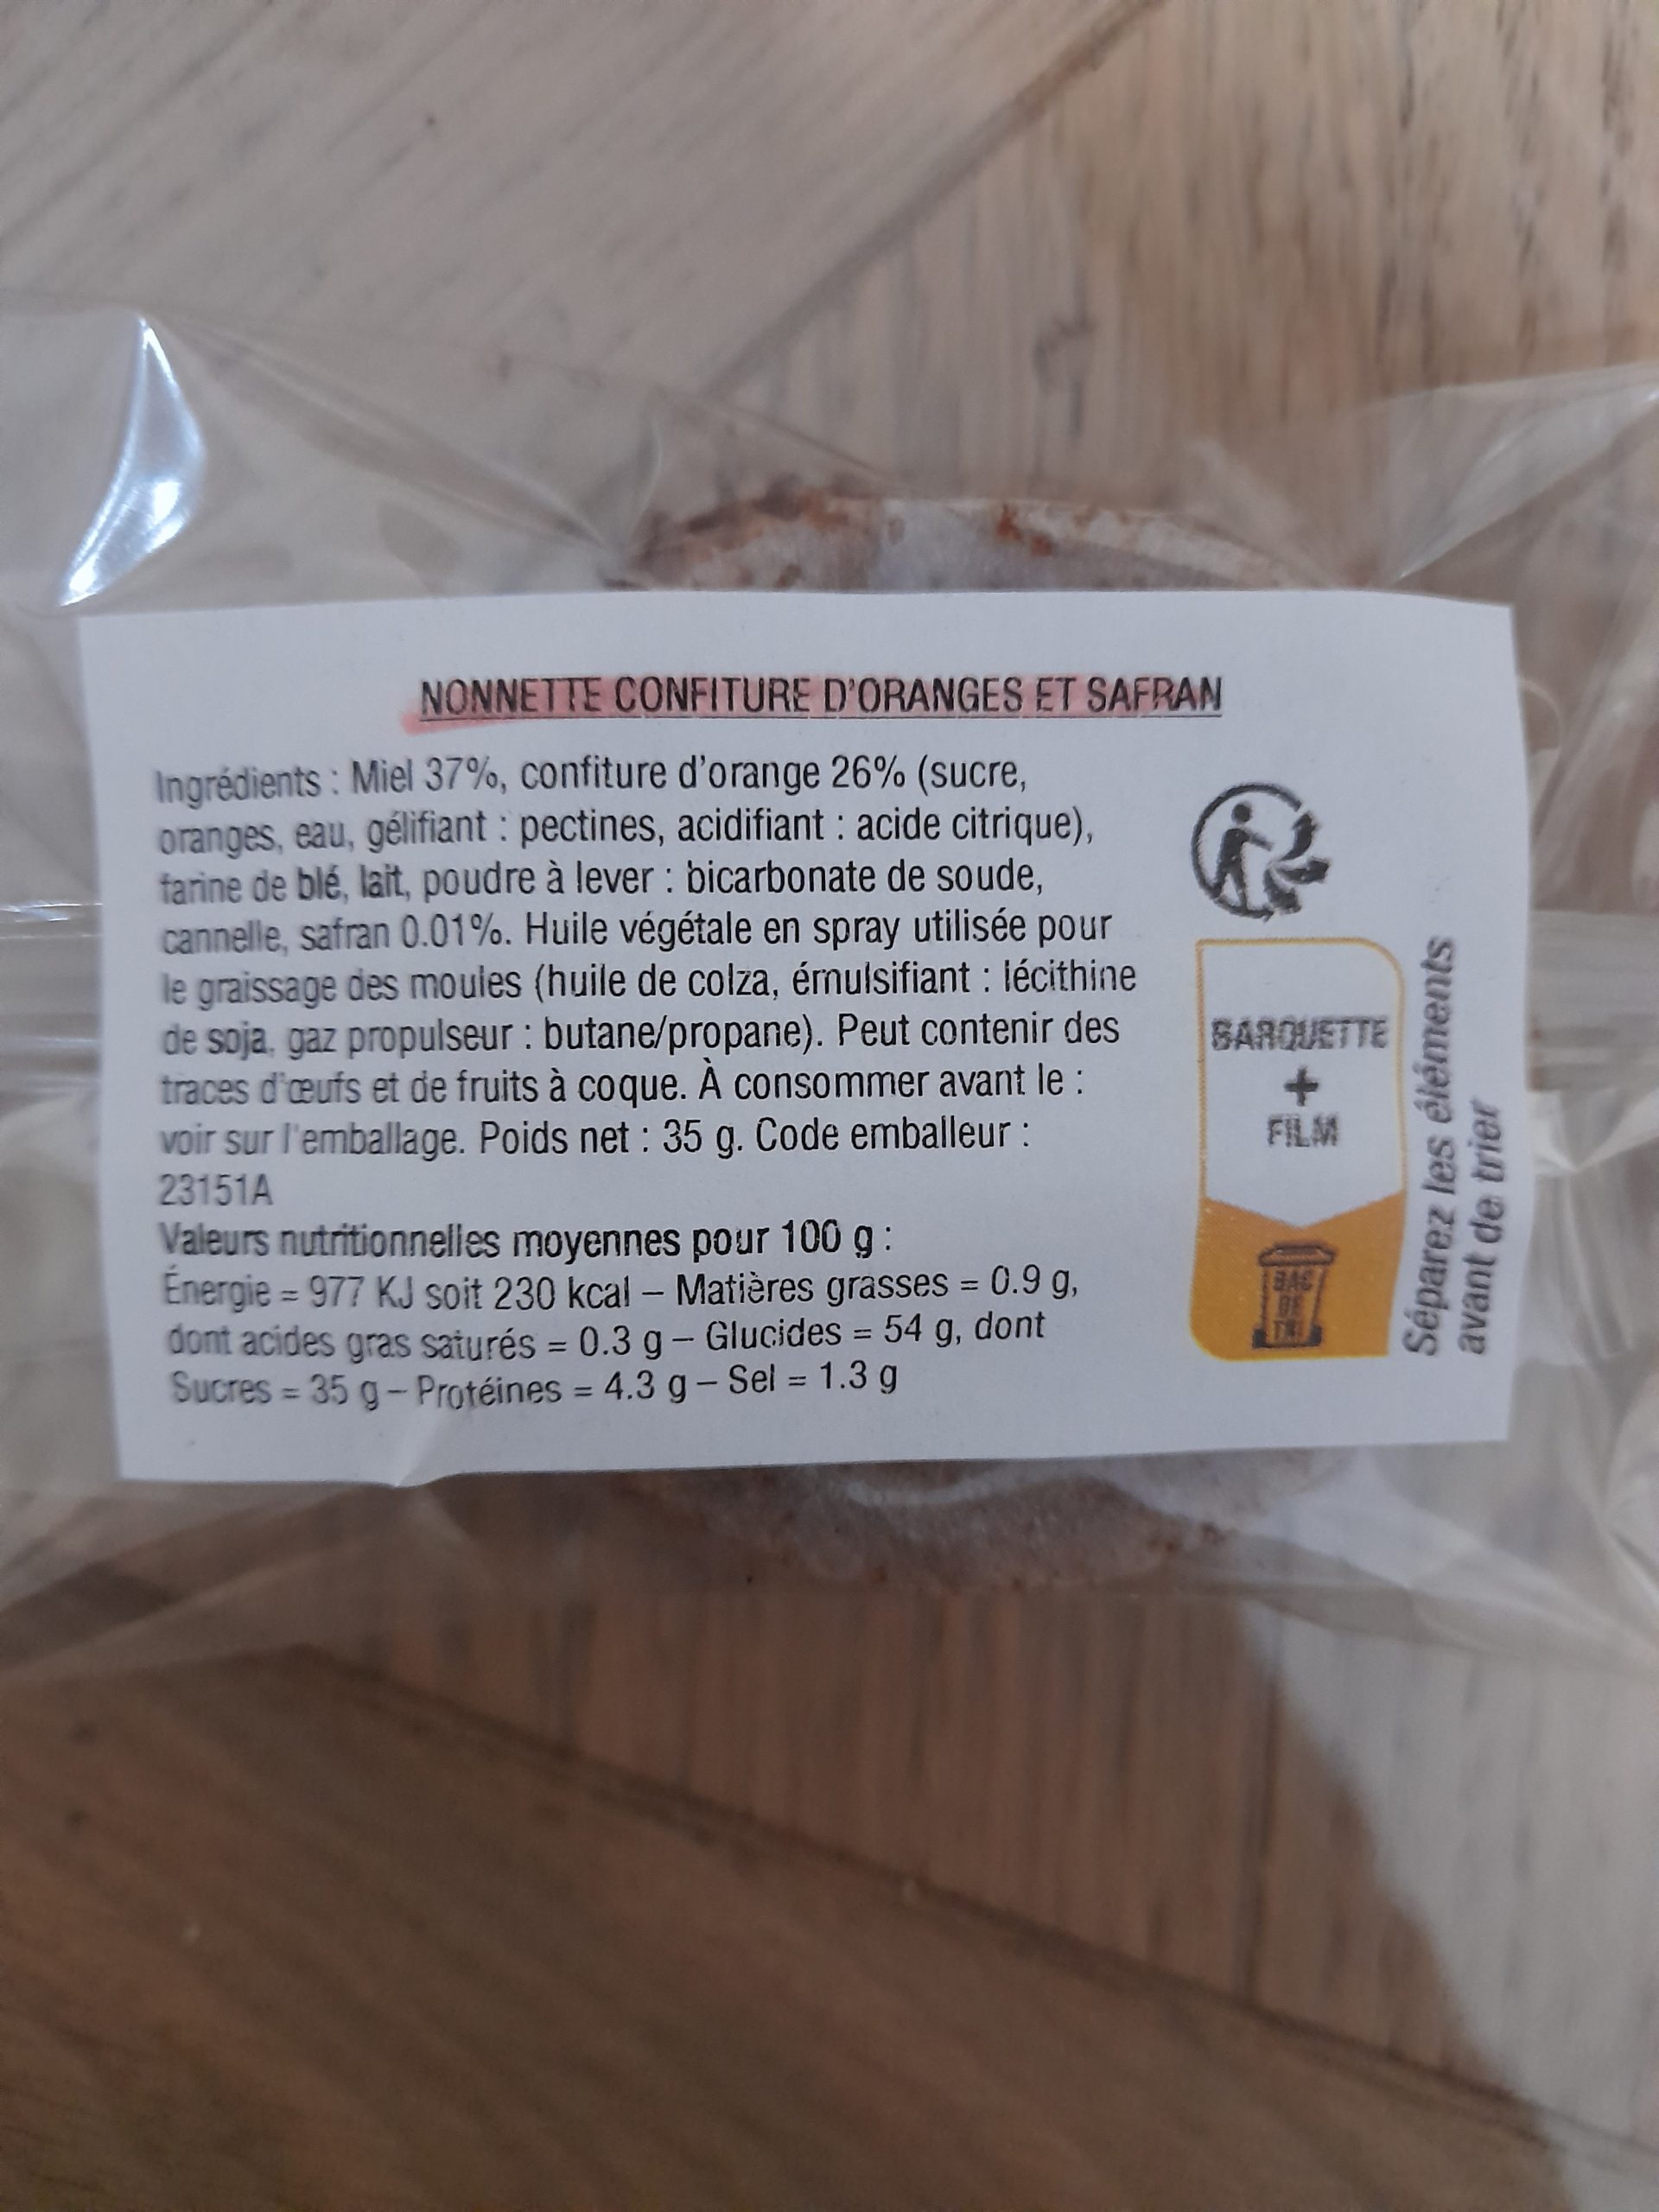 NONNETTE CONFITURE D'ORANGES ET SAFRAN
Ingrédients : Miel 37%, confiture d'orange 26% (sucre,
oranges, eau, gélifiant : pectines, acidifiant : acide citrique),
farine de blé, lait, poudre à lever : bicarbonate de soude,
cannelle, safran 0.01%. Huile végétale en spray utilisée pour
le graissage des moules (huile de colza, émulsifiant : lécithine
de soja, gaz propulseur : butane/propane). Peut contenir des
traces d'œufs et de fruits à coque. À consommer avant le :
voir sur l'emballage. Poids net : 35 g. Code emballeur :
23151A
Valeurs nutritionnelles moyennes pour 100 g :
Énergie = 977 KJ soit 230 kcal – Matières grasses = 0.9 g,
dont acides gras saturés = 0.3 g – Glucides = 54 g, dont
Sucres = 35 g – Protéines = 4.3 g – Sel = 1.3 g
BARQUETTE
+
FILM
BAC
DE
TRI
Séparez les éléments
avant de trier